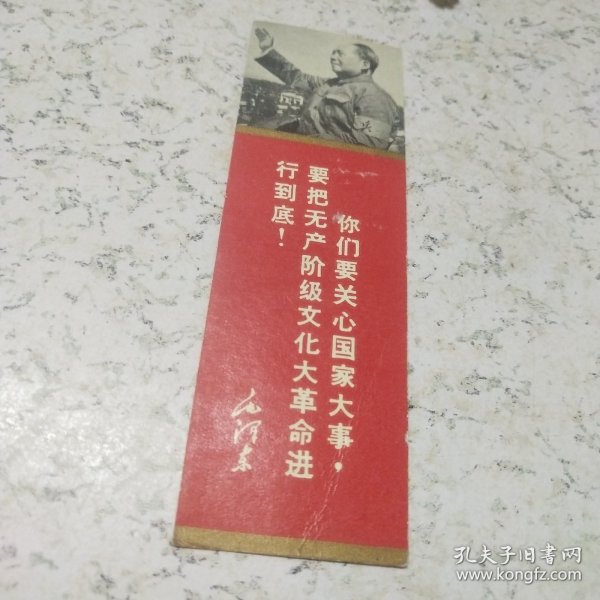 你们要关心国家大事，
要把无产阶级文化大革命进
行到底！
毛泽东
孔夫子旧书网
www.kongfz.com